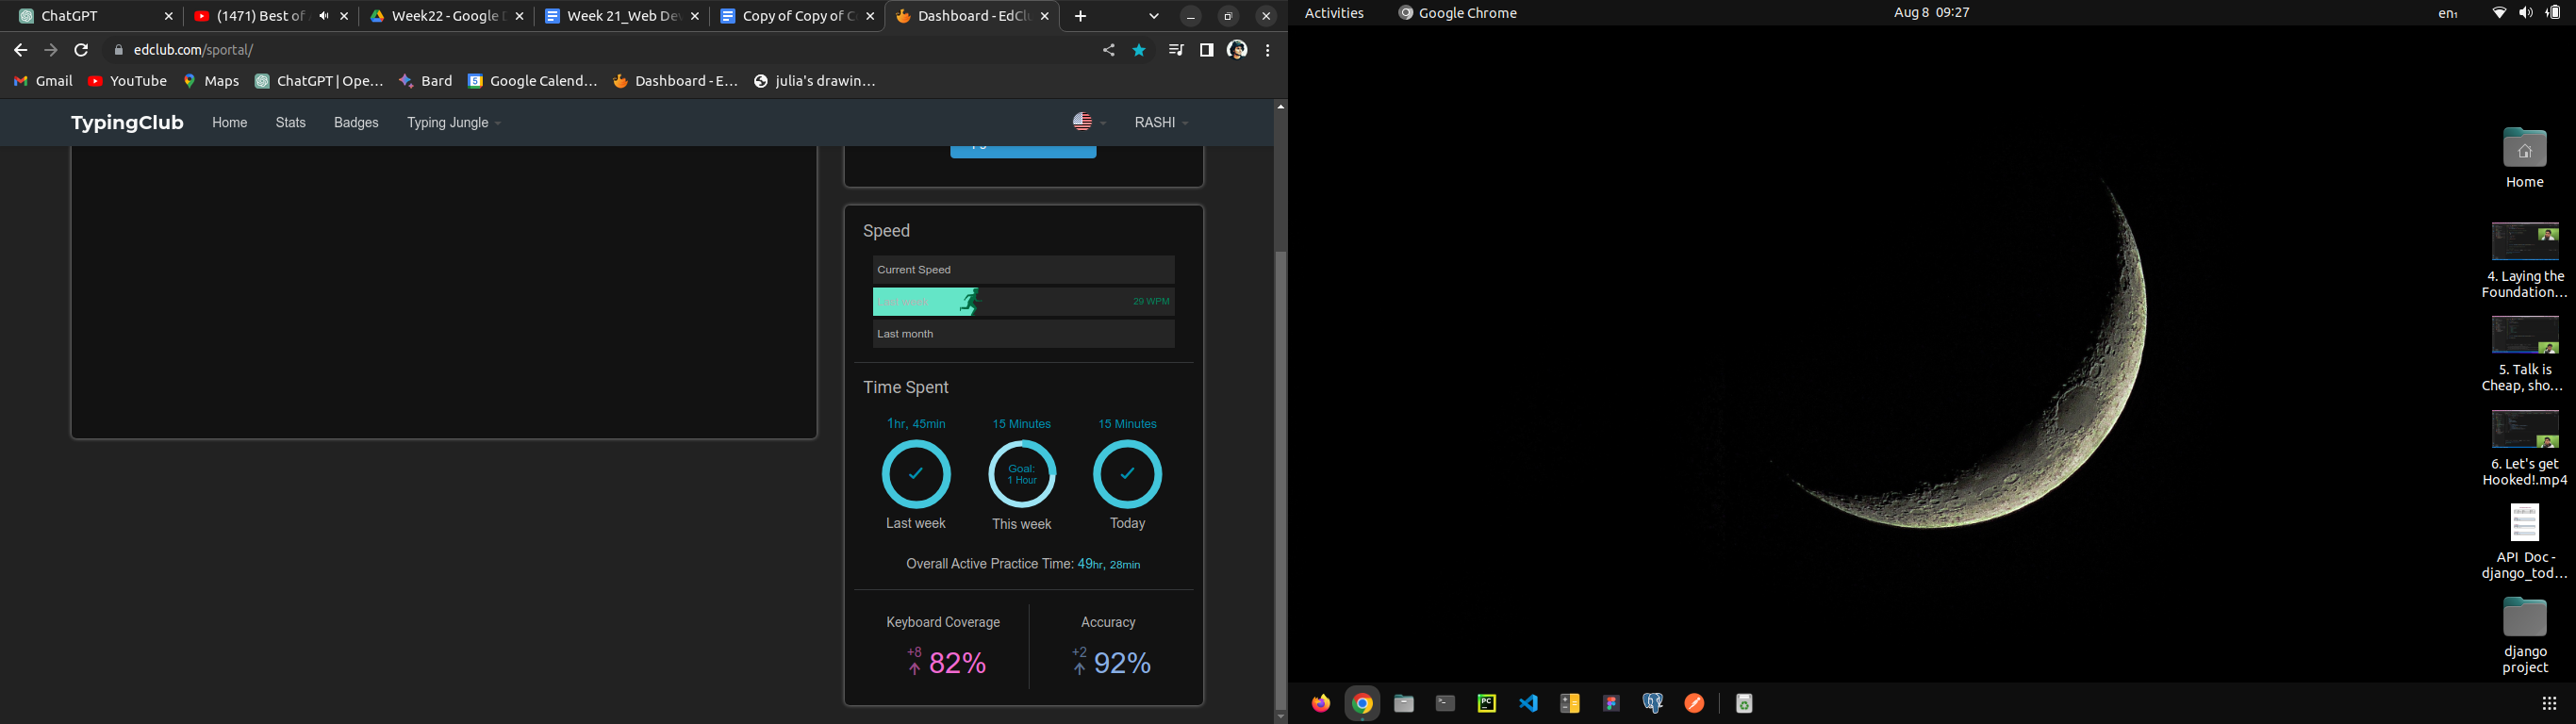 ChatGPT
(1471) Best of
Week22 - Google
Week 21_Web De
Copy of Copy of
Dashboard - EdClu
edclub.com/sportal/
Gmail
YouTube
Maps
ChatGPT | Ope...
Bard
Google Calend...
Dashboard - E...
julia's drawin...
TypingClub
Home
Stats
Badges
Typing Jungle
RASHI
Speed
Current Speed
Last week
29 WPM
Last month
Time Spent
1hr, 45min
15 Minutes
15 Minutes
Goal:
1 Hour
Last week
This week
Today
Overall Active Practice Time: 49hr, 28min
Keyboard Coverage
+8
82%
Accuracy
+2
92%
Activities
Google Chrome
Aug 8 09:27
en₁
Home
4. Laying the
Foundation...
5. Talk is
Cheap, sho...
6. Let's get
Hooked!.mp4
API Doc -
django_tod...
django
project